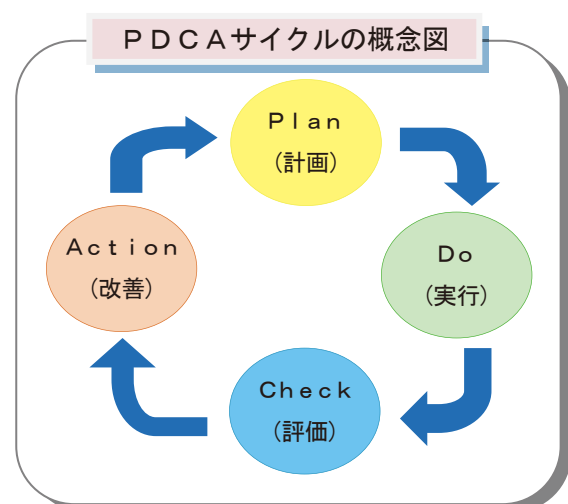 PDCAサイクルの概念図
Plan
(計画)
Do
(実行)
Check
(評価)
Action
(改善)